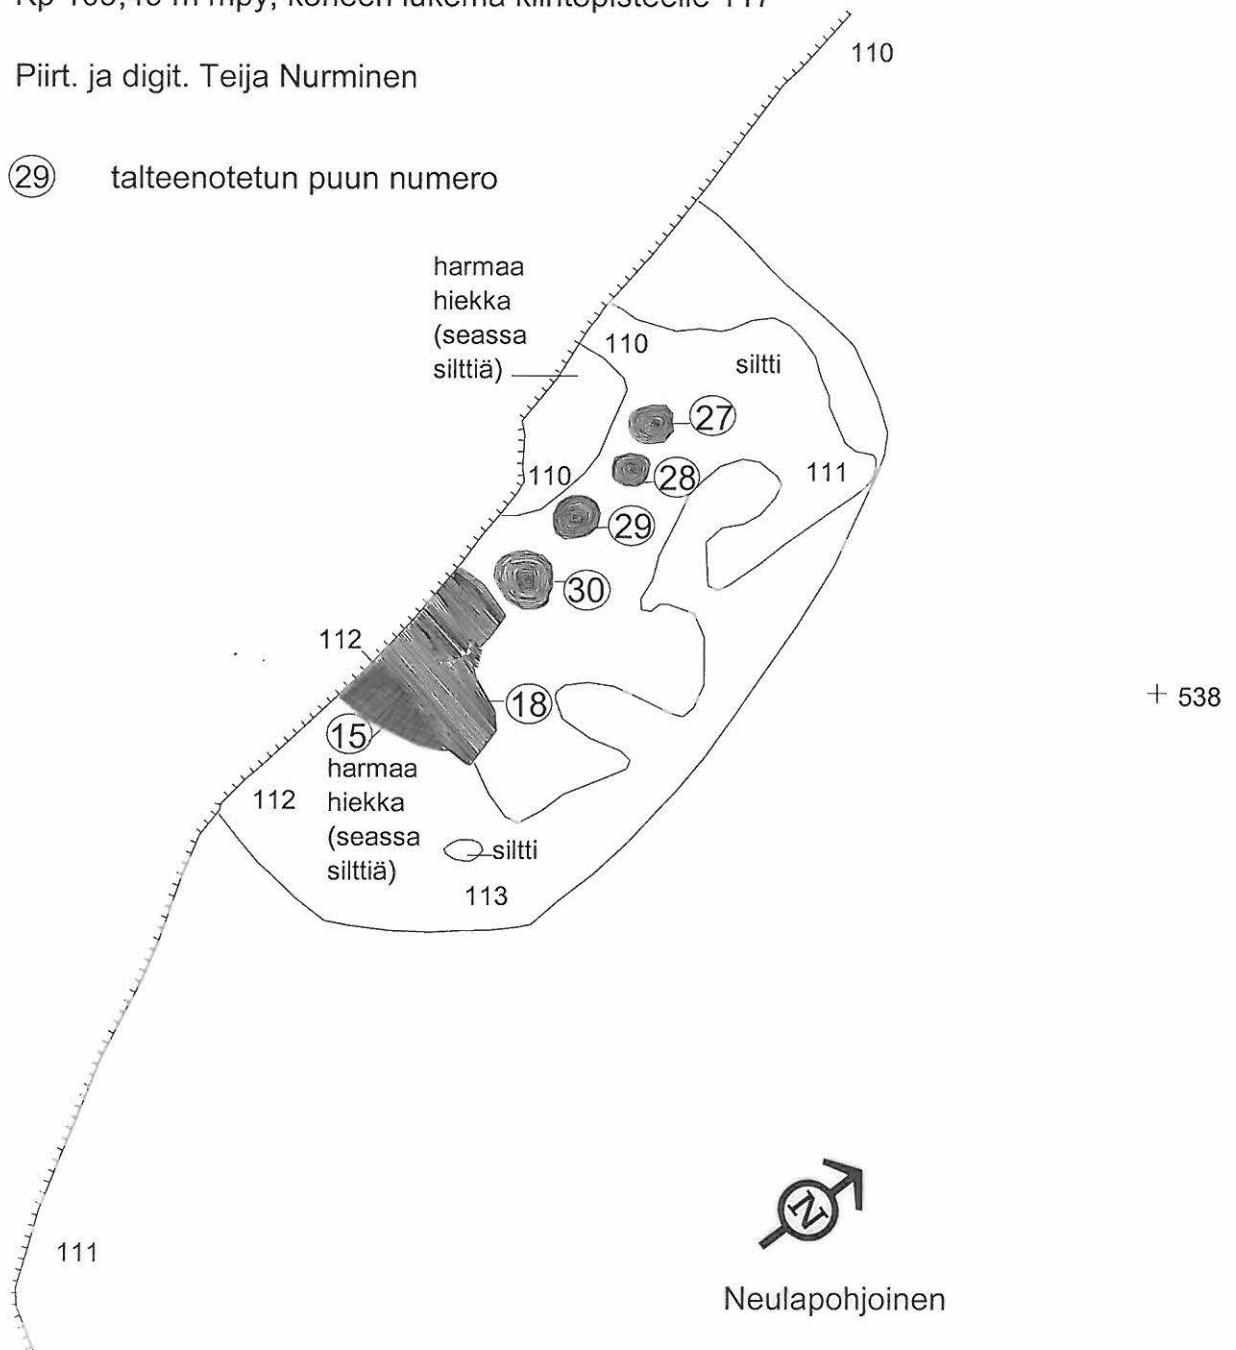 Piirt. ja digit. Teija Nurminen
110
29 talteenotetun puun numero
harmaa
hiekka
(seassa
silttiä)
110
siltti
27
110
28
111
29
30
112
18
15
+ 538
harmaa
hiekka
(seassa
silttiä)
112
siltti
113
N
111
Neulapohjoinen